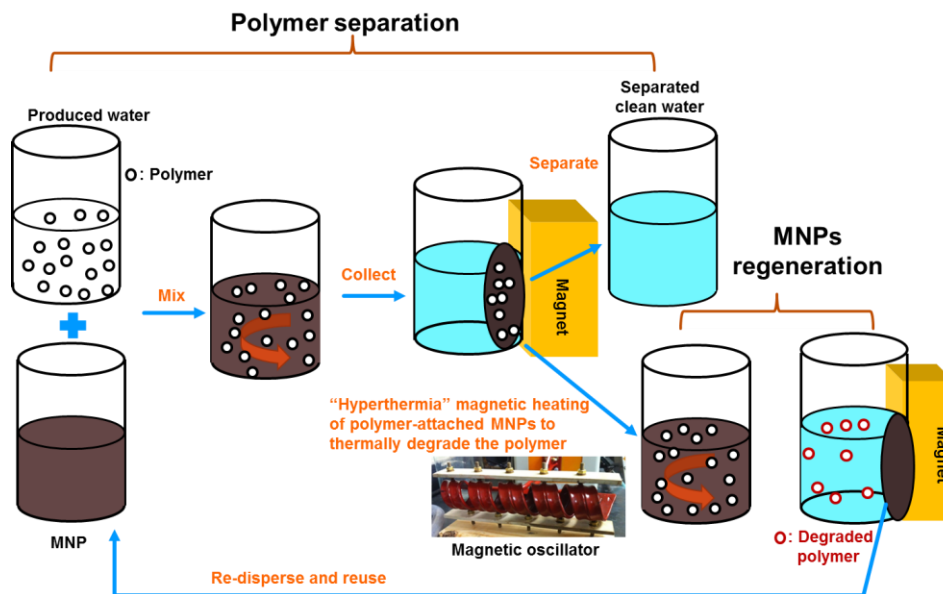 Polymer separation
Produced water
O: Polymer
Mix
MNP
Collect
Magnet
Separate
Separated
clean water
MNPs
regeneration
“Hyperthermia” magnetic heating
of polymer-attached MNPs to
thermally degrade the polymer
Magnetic oscillator
Magnet
O: Degraded
polymer
Re-disperse and reuse